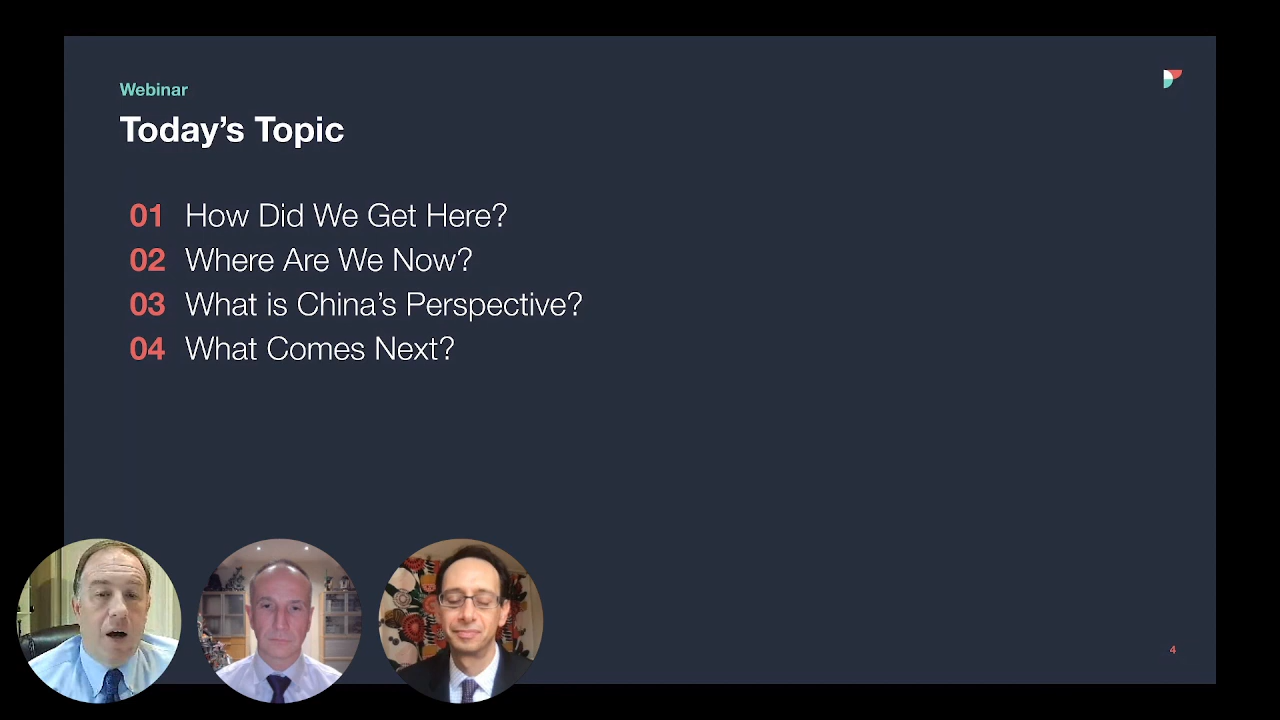 Webinar
Today’s Topic
01 How Did We Get Here?
02 Where Are We Now?
03 What is China’s Perspective?
04 What Comes Next?
4